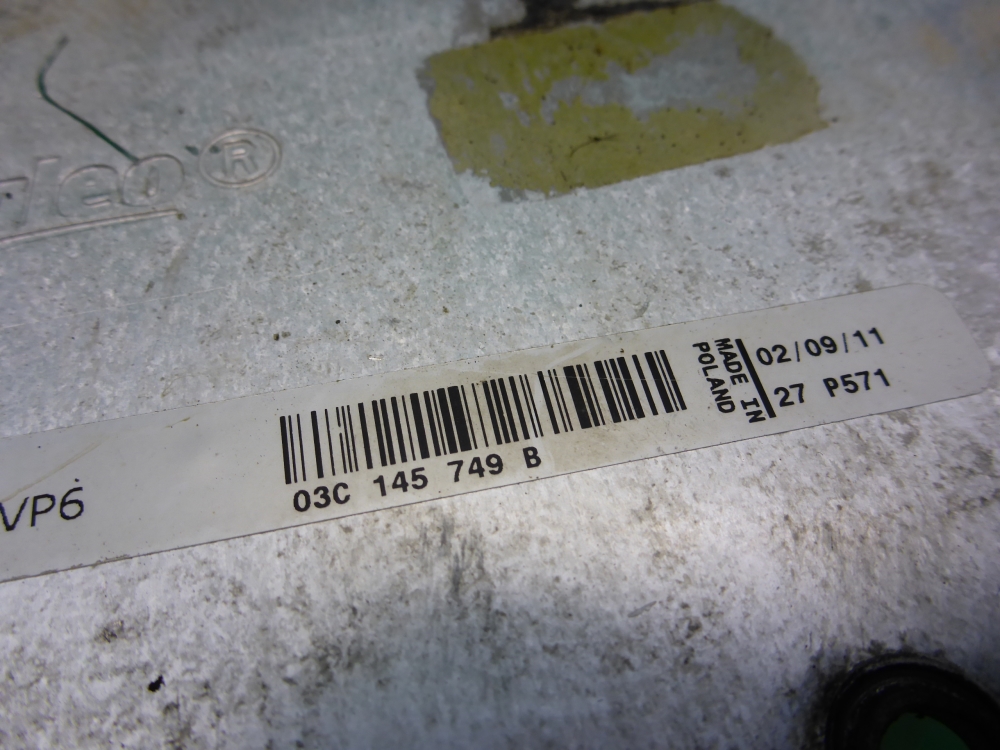 ®
02/09/11
MADE IN
POLAND
27 P571
03C 145 749 B
VP6